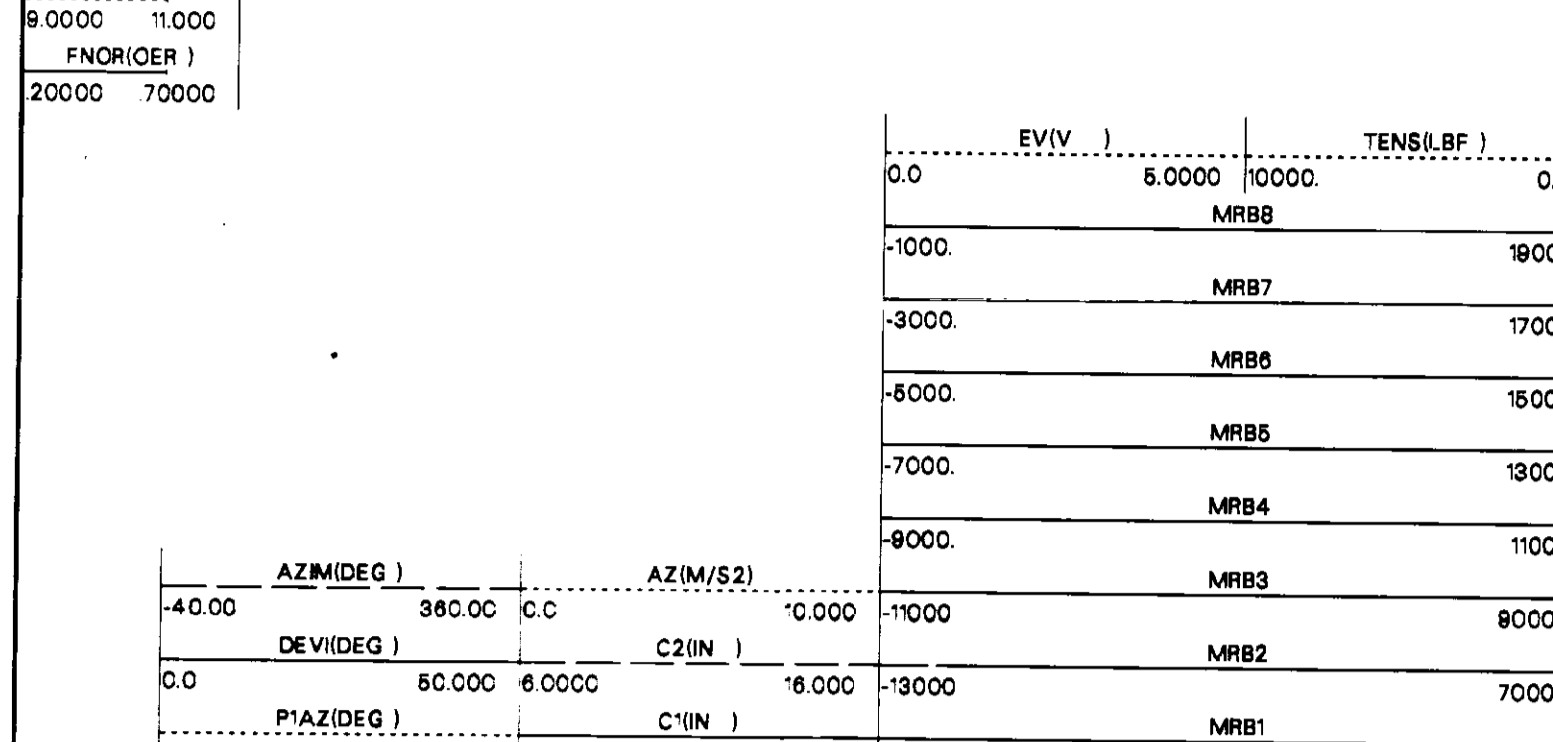 9.0000 11.000
FNOR(OER )
.20000 .70000
EV(V ) TENS(LBF )
0.0 5.0000 10000. 0.
MRB8
-1000. 1900
MRB7
-3000. 1700
MRB6
-5000. 1500
MRB5
-7000. 1300
MRB4
-9000. 1100
AZIM(DEG ) AZ(M/S2) MRB3
-40.00 360.00 0.0 10.000 -11000 9000
DEVI(DEG ) C2(IN ) MRB2
0.0 50.000 6.0000 16.000 -13000 7000
P1AZ(DEG ) C1(IN ) MRB1